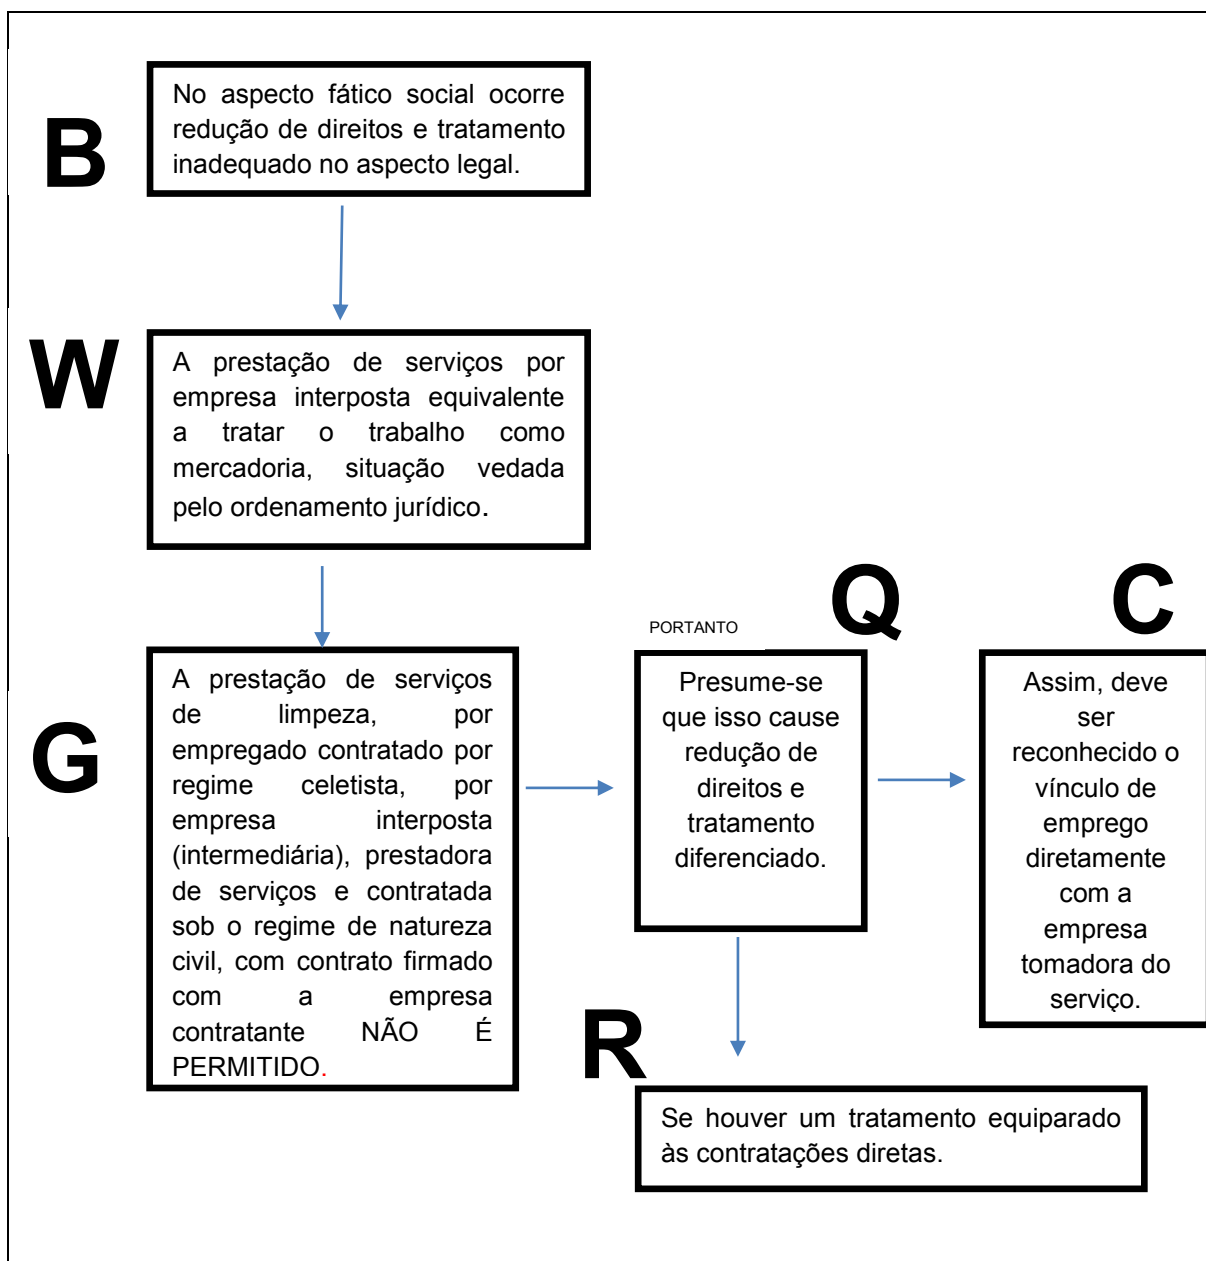 B
No aspecto fático social ocorre
redução de direitos e tratamento
inadequado no aspecto legal.
W
A prestação de serviços por
empresa interposta equivalente
a tratar o trabalho como
mercadoria, situação vedada
pelo ordenamento jurídico.
G
A prestação de serviços
de limpeza, por
empregado contratado por
regime celetista, por
empresa interposta
(intermediária), prestadora
de serviços e contratada
sob o regime de natureza
civil, com contrato firmado
com a empresa
contratante NÃO É
PERMITIDO.
PORTANTO
Q
Presume-se
que isso cause
redução de
direitos e
tratamento
diferenciado.
C
Assim, deve
ser
reconhecido o
vínculo de
emprego
diretamente
com a
empresa
tomadora do
serviço.
R
Se houver um tratamento equiparado
às contratações diretas.